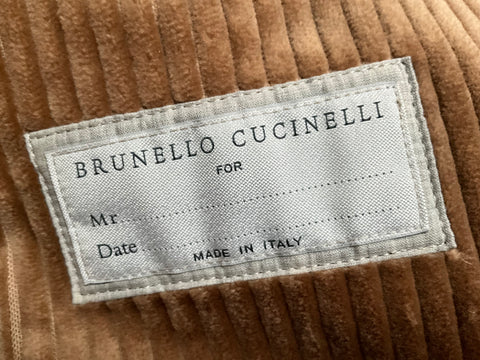 BRUNELLO CUCINELLI
FOR
Mr ........................
Date ........................
MADE IN ITALY